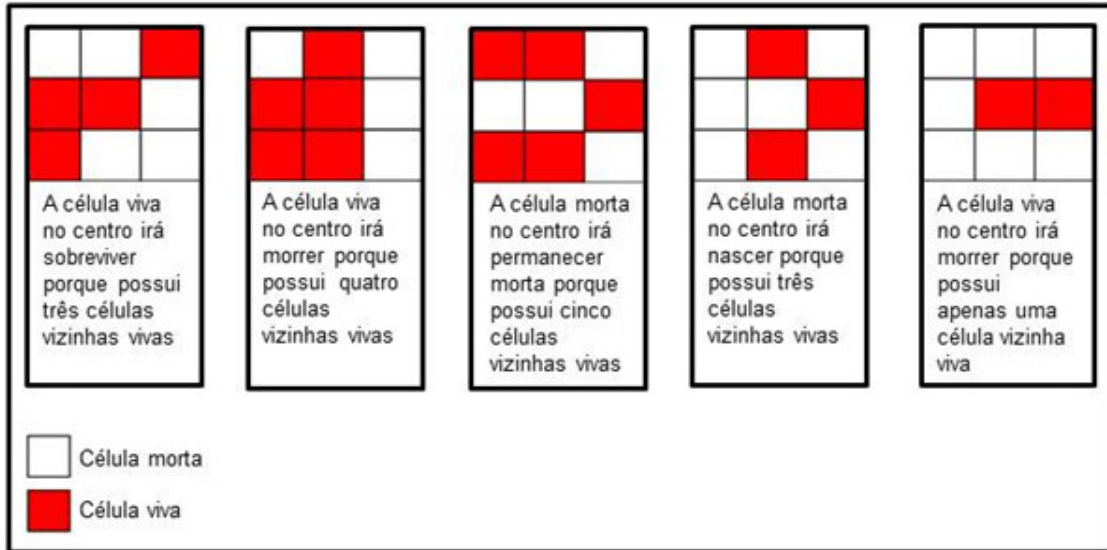 A célula viva
no centro irá
sobreviver
porque possui
três células
vizinhas vivas
A célula viva
no centro irá
morrer porque
possui quatro
células
vizinhas vivas
A célula morta
no centro irá
permanecer
morta porque
possui cinco
células
vizinhas vivas
A célula morta
no centro irá
nascer porque
possui três
células
vizinhas vivas
A célula viva
no centro irá
morrer porque
possui
apenas uma
célula vizinha
viva
Célula morta
Célula viva